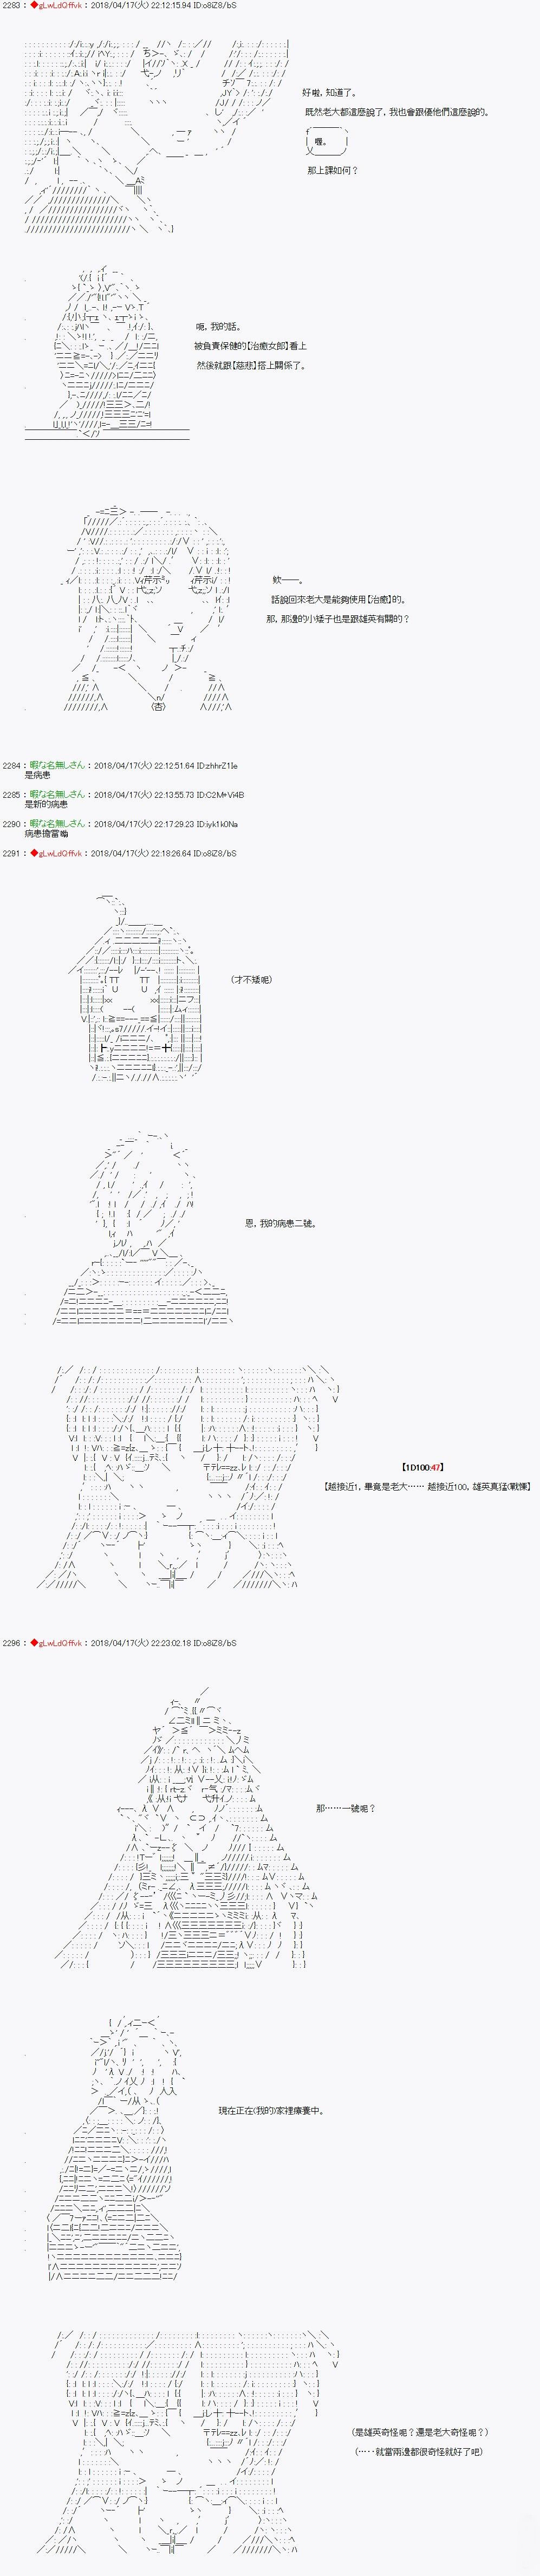 2283 : ◆gLwLdQffvk : 2018/04/17(火) 22:12:15.94 ID:o8iZ8/bS
好啦，知道了。
既然老大都這麼說了，我也會跟優他們這麼說的。
喔。
那上課如何？
呃，我的話。
被負責保健的【治癒女郎】看上
然後就跟【慈悲】搭上關係了。
欸——。
話說回來老大是能夠使用【治癒】的。
那，那邊的小矮子也是跟雄英有關的？
2284 : 暇な名無しさん : 2018/04/17(火) 22:12:51.64 ID:zhhrZ1Ie
是病患
2285 : 暇な名無しさん : 2018/04/17(火) 22:13:55.73 ID:C2M+Vi4B
是新的病患
2290 : 暇な名無しさん : 2018/04/17(火) 22:17:29.23 ID:iyk1k0Na
病患擔當呦
2291 : ◆gLwLdQffvk : 2018/04/17(火) 22:18:26.64 ID:o8iZ8/bS
(才不矮呢)
恩，我的病患二號。
【1D100:47】
【越接近1，畢竟是老大…… 越接近100，雄英真猛(戰慄】
2296 : ◆gLwLdQffvk : 2018/04/17(火) 22:23:02.18 ID:o8iZ8/bS
那……一號呢？
現在正在(我的)家裡療養中。
(是雄英奇怪呢？還是老大奇怪呢？)
(‥‥就當兩邊都很奇怪就好了吧)